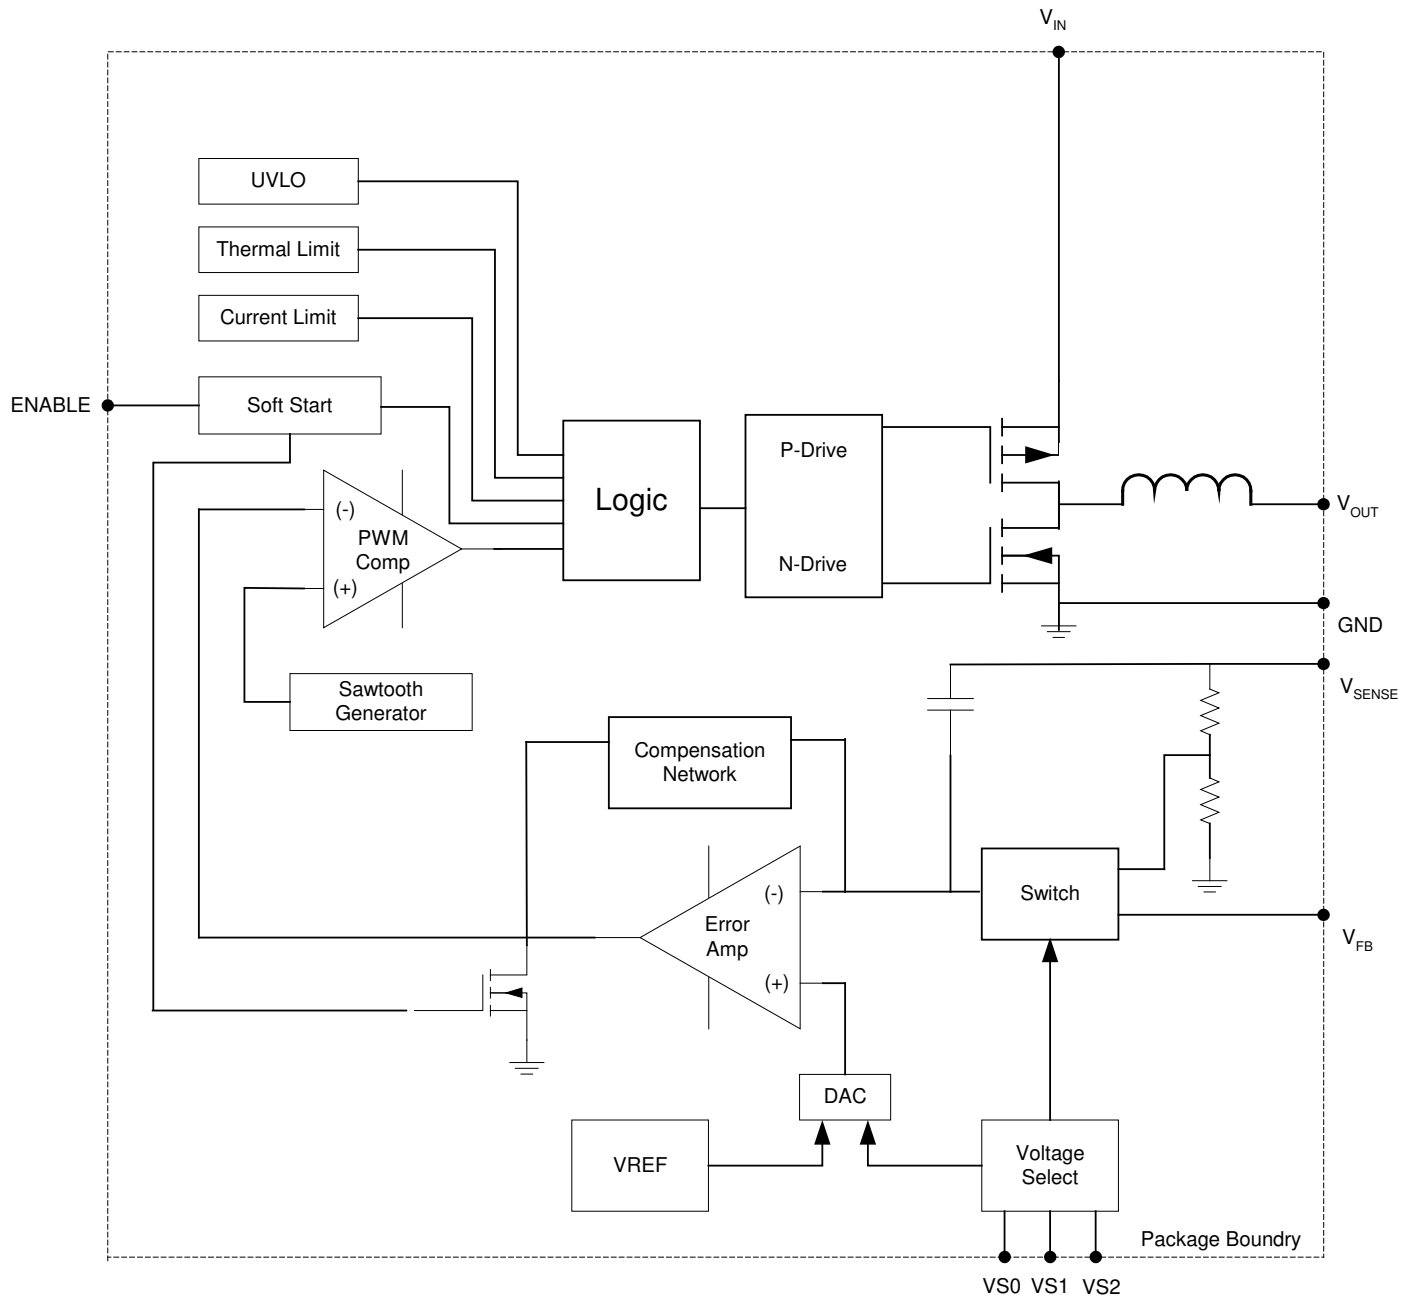 VIN
UVLO
Thermal Limit
Current Limit
ENABLE
Soft Start
P-Drive
Logic
(-)
PWM
Comp
(+)
N-Drive
VOUT
GND
VSENSE
Sawtooth
Generator
Compensation
Network
(-)
Switch
Error
Amp
VFB
(+)
DAC
VREF
Voltage
Select
Package Boundry
VS0 VS1 VS2